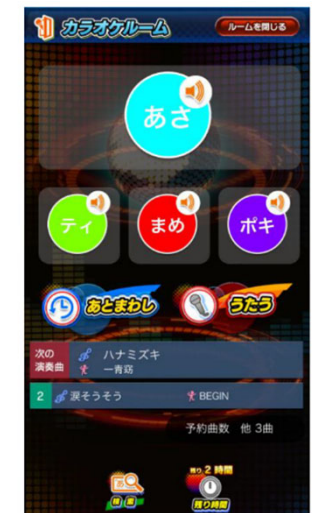 カラオケルーム
ルームを閉じる
あさ
ティ
まめ
ポキ
あとまわし
うたう
次の
演奏曲
ハナミズキ
一青窈
2 涙そうそう BEGIN
予約曲数 他 3曲
検索
残り 2 時間
残り時間